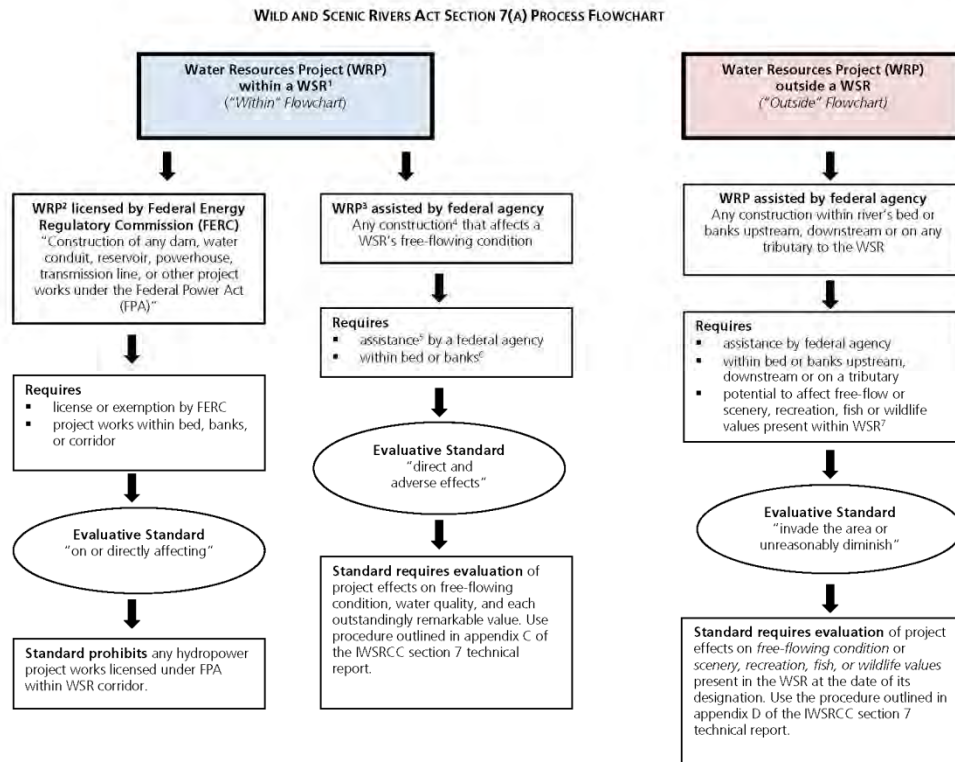 WILD AND SCENIC RIVERS ACT SECTION 7(A) PROCESS FLOWCHART
Water Resources Project (WRP)
within a WSR¹
("Within" Flowchart)
WRP² licensed by Federal Energy
Regulatory Commission (FERC)
"Construction of any dam, water
conduit, reservoir, powerhouse,
transmission line, or other project
works under the Federal Power Act
(FPA)"
Requires
▪ license or exemption by FERC
▪ project works within bed, banks,
or corridor
Evaluative Standard
"on or directly affecting"
Standard prohibits any hydropower
project works licensed under FPA
within WSR corridor.
WRP³ assisted by federal agency
Any construction⁴ that affects a
WSR's free-flowing condition
Requires
▪ assistance⁵ by a federal agency
▪ within bed or banks⁶
Evaluative Standard
"direct and
adverse effects"
Standard requires evaluation of
project effects on free-flowing
condition, water quality, and each
outstandingly remarkable value. Use
procedure outlined in appendix C of
the IWSRCC section 7 technical
report.
Water Resources Project (WRP)
outside a WSR
("Outside" Flowchart)
WRP assisted by federal agency
Any construction within river's bed or
banks upstream, downstream or on any
tributary to the WSR
Requires
▪ assistance by federal agency
▪ within bed or banks upstream,
downstream or on a tributary
▪ potential to affect free-flow or
scenery, recreation, fish or wildlife
values present within WSR⁷
Evaluative Standard
"invade the area or
unreasonably diminish"
Standard requires evaluation of project
effects on free-flowing condition or
scenery, recreation, fish, or wildlife values
present in the WSR at the date of its
designation. Use the procedure outlined in
appendix D of the IWSRCC section 7
technical report.